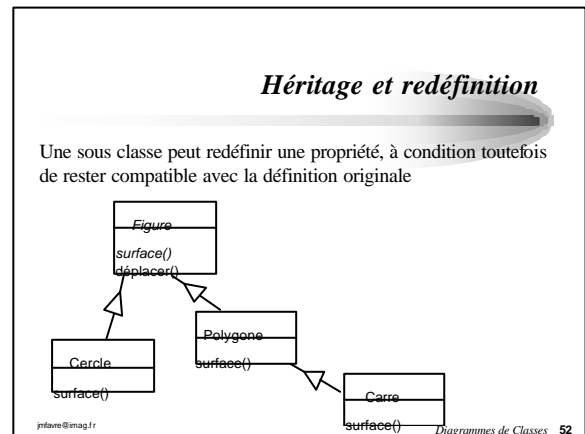 Héritage et redéfinition
Une sous classe peut redéfinir une propriété, à condition toutefois
de rester compatible avec la définition originale
Figure
surface()
déplacer()
Polygone
surface()
Cercle
surface()
Carre
surface()
jmfavre@imag.fr
Diagrammes de Classes 52